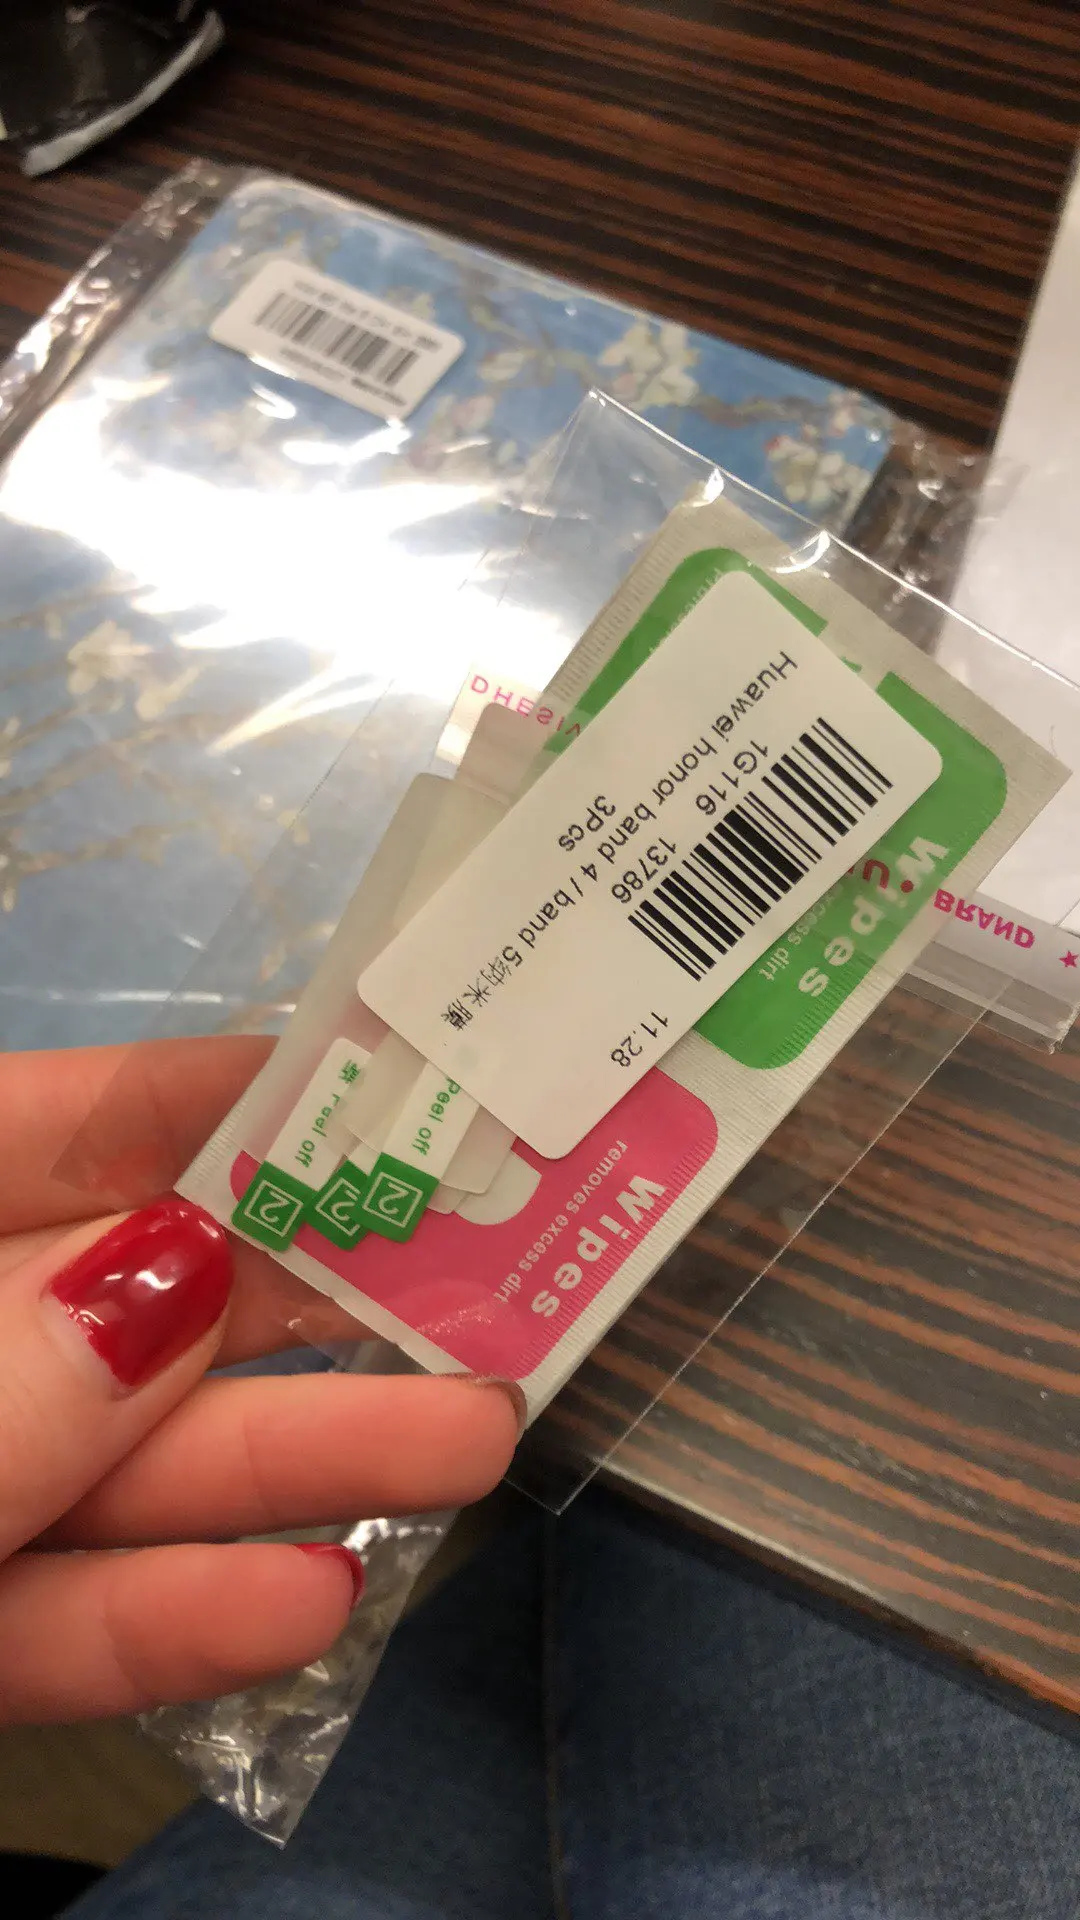 Huawei honor band 4 / band 5纳米膜
1G116 13786
3Pcs
11.28
Wipes
excess dirt
Wipes
removes excess dirt
Peel off
Peel off
2
2
2
DHESIV
BRAND